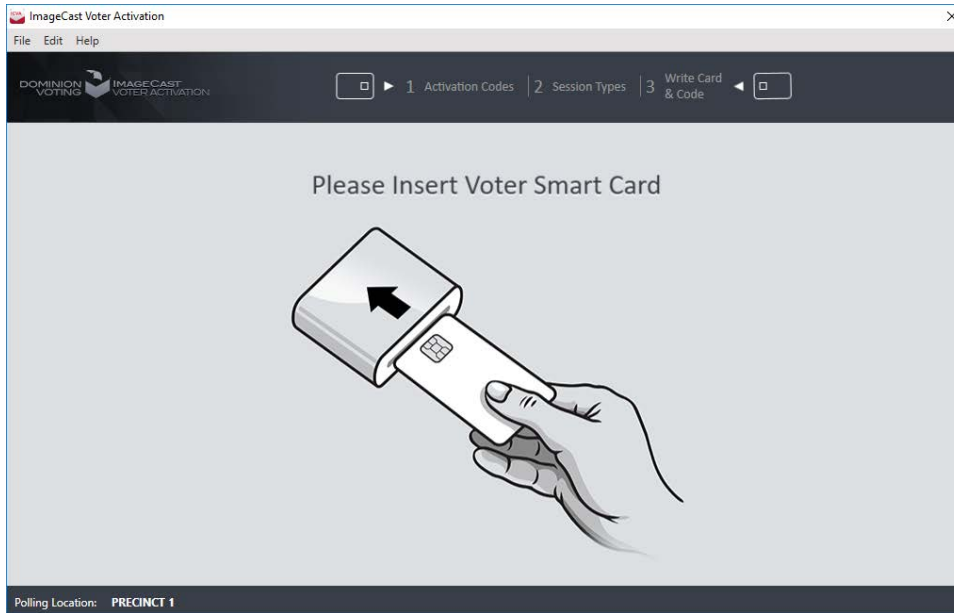 ImageCast Voter Activation
File Edit Help
DOMINION VOTING IMAGECAST VOTER ACTIVATION
1 Activation Codes 2 Session Types 3 Write Card & Code
Please Insert Voter Smart Card
Polling Location: PRECINCT 1